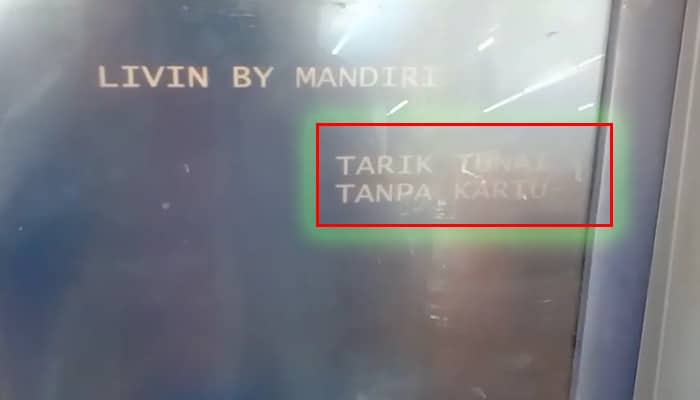 LIVIN BY MANDIRI
TARIK TUNAI
TANPA KARTU